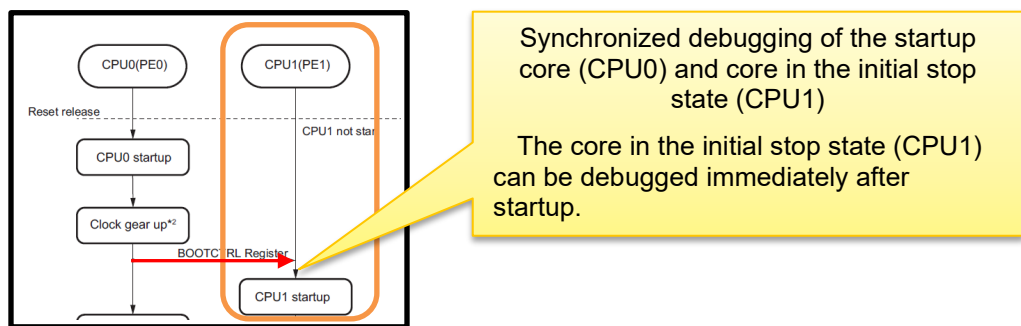 CPU0(PE0)
CPU1(PE1)
Reset release
CPU1 not star
CPU0 startup
Clock gear up*2
BOOTCTRL Register
CPU1 startup
Synchronized debugging of the startup
core (CPU0) and core in the initial stop
state (CPU1)
The core in the initial stop state (CPU1)
can be debugged immediately after
startup.